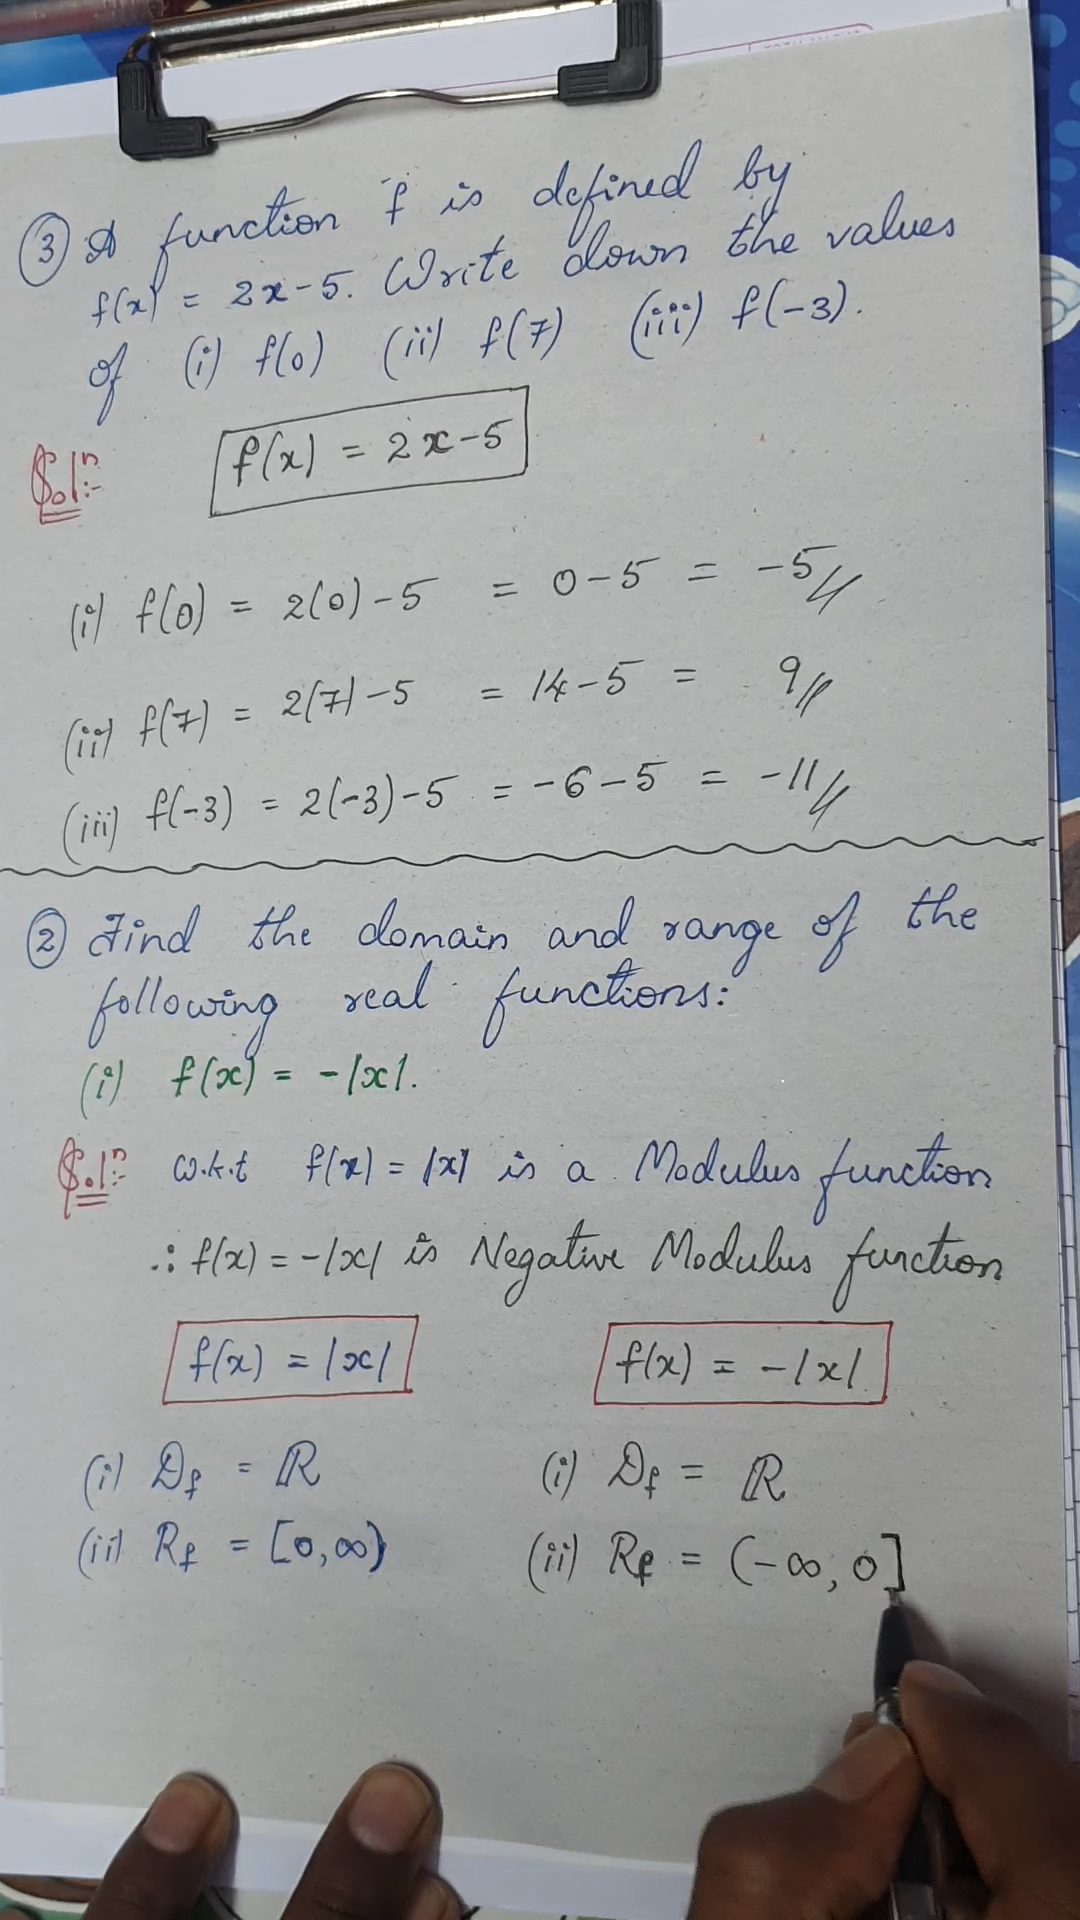 ③ A function f is defined by
f(x) = 2x-5. Write down the values
of (i) f(0) (ii) f(7) (iii) f(-3).
Solⁿ:- f(x) = 2x-5
(i) f(0) = 2(0)-5 = 0-5 = -5//
(ii) f(7) = 2(7)-5 = 14-5 = 9//
(iii) f(-3) = 2(-3)-5 = -6-5 = -11//
② Find the domain and range of the
following real functions:
(i) f(x) = -|x|.
Solⁿ:- w.k.t f(x) = |x| is a Modulus function
∴ f(x) = -|x| is Negative Modulus function
f(x) = |x| f(x) = -|x|
(i) Df = ℝ (i) Df = ℝ
(ii) Rf = [0,∞) (ii) Rf = (-∞,0]